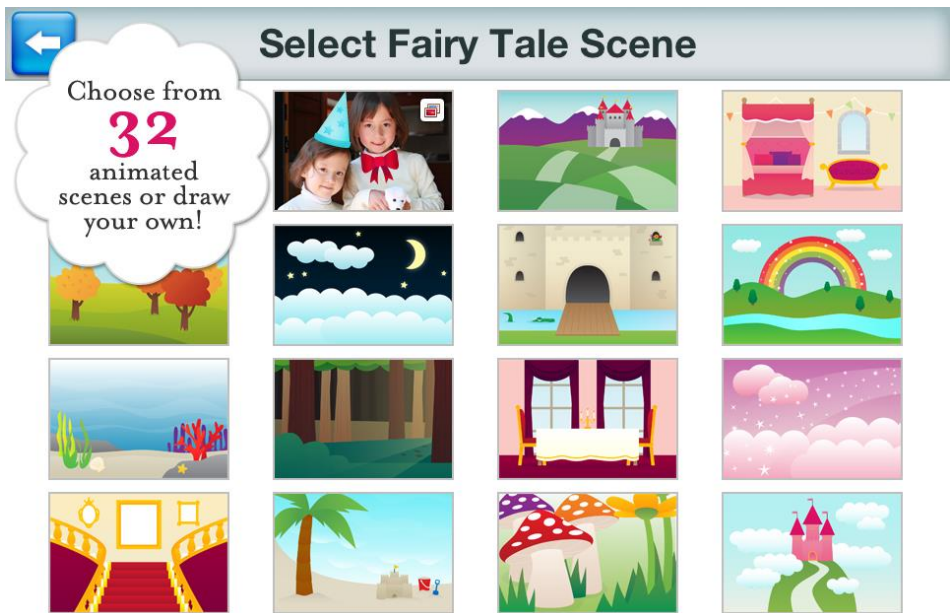 Select Fairy Tale Scene
Choose from
32
animated
scenes or draw
your own!